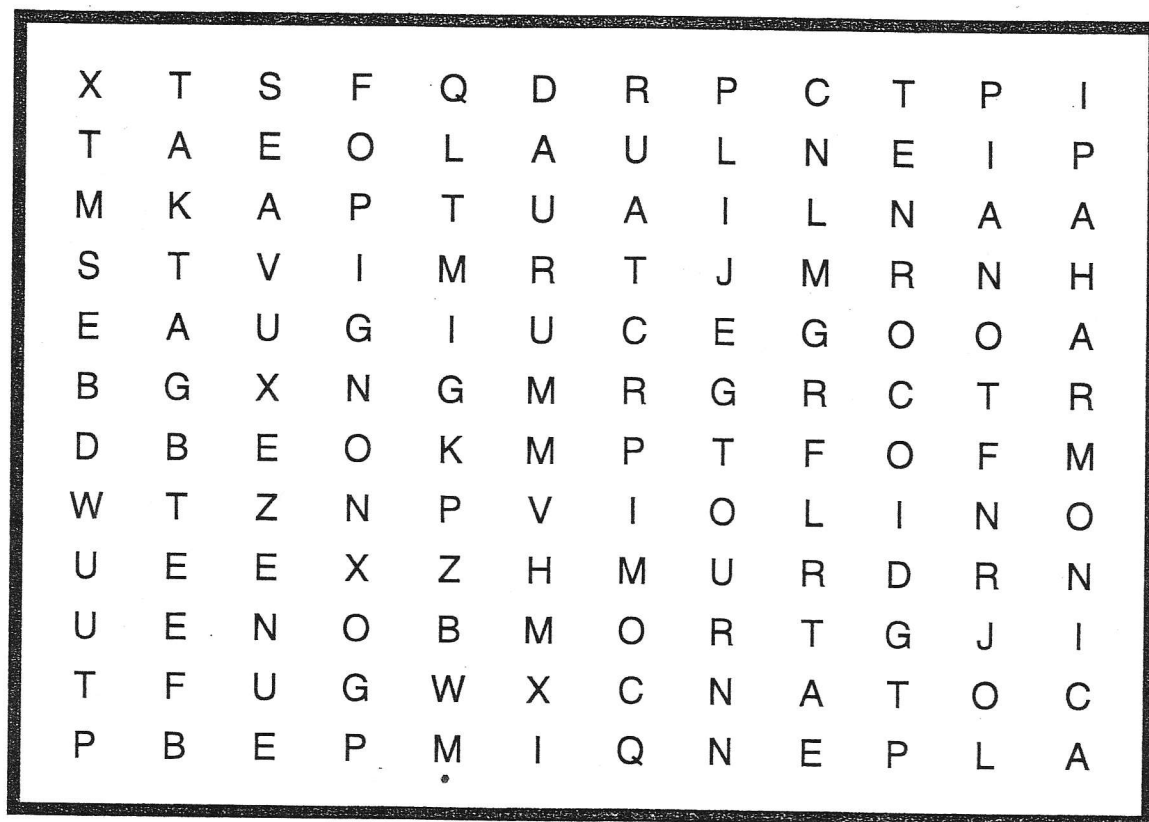 X T S F Q D R P C T P I
T A E O L A U L N E I P
M K A P T U A I L N A A
S T V I M R T J M R N H
E A U G I U C E G O O A
B G X N G M R G R C T R
D B E O K M P T F O F M
W T Z N P V I O L I N O
U E E X Z H M U R D R N
U E N O B M O R T G J I
T F U G W X C N A T O C
P B E P M I Q N E P L A